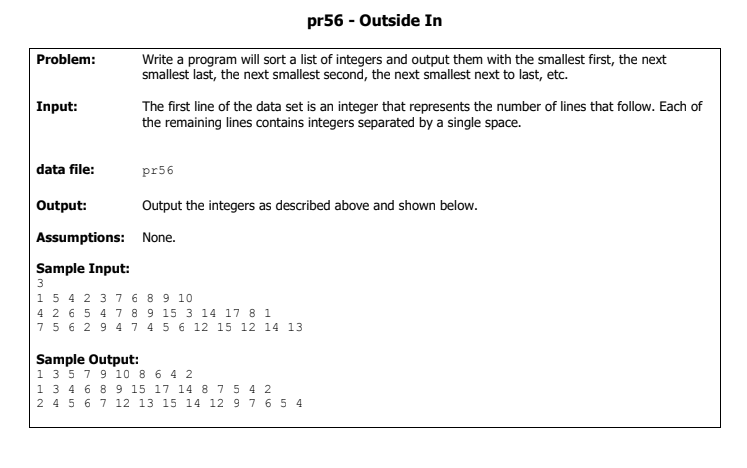 pr56 - Outside In
Problem: Write a program will sort a list of integers and output them with the smallest first, the next
smallest last, the next smallest second, the next smallest next to last, etc.
Input: The first line of the data set is an integer that represents the number of lines that follow. Each of
the remaining lines contains integers separated by a single space.
data file: pr56
Output: Output the integers as described above and shown below.
Assumptions: None.
Sample Input:
3
1 5 4 2 3 7 6 8 9 10
4 2 6 5 4 7 8 9 15 3 14 17 8 1
7 5 6 2 9 4 7 4 5 6 12 15 12 14 13
Sample Output:
1 3 5 7 9 10 8 6 4 2
1 3 4 6 8 9 15 17 14 8 7 5 4 2
2 4 5 6 7 12 13 15 14 12 9 7 6 5 4